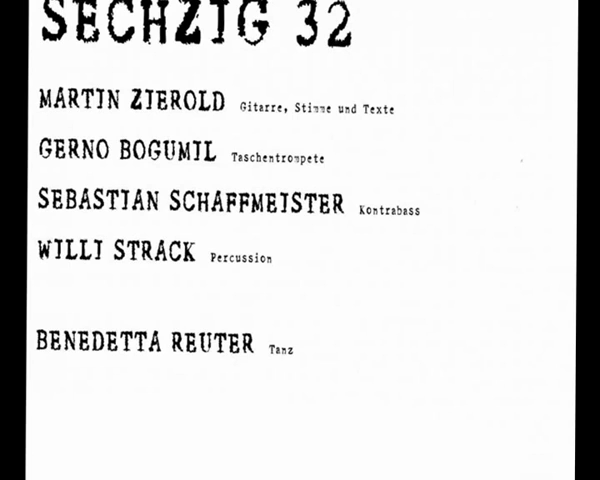 SECHZIG 32
MARTIN ZIEROLD Gitarre, Stimme und Texte
GERNO BOGUMIL Taschentrompete
SEBASTIAN SCHAFFMEISTER Kontrabass
WILLI STRACK Percussion
BENEDETTA REUTER Tanz